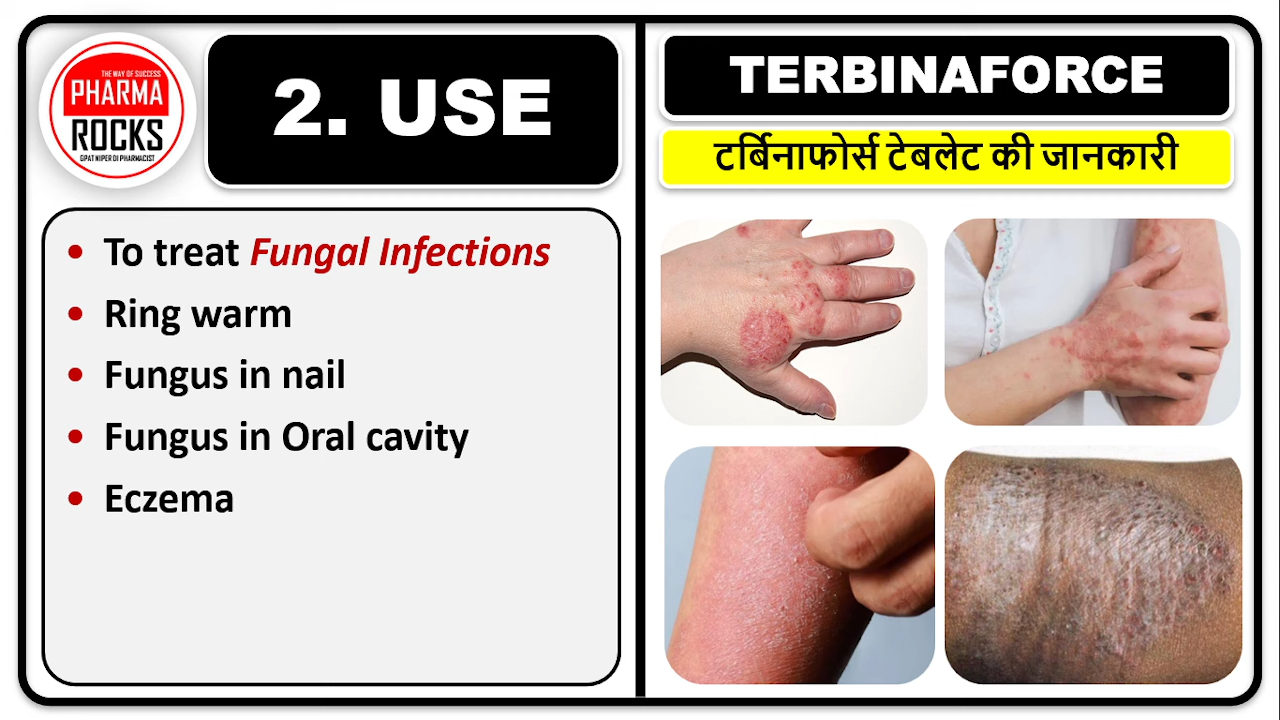 THE WAY OF SUCCESS
PHARMA
ROCKS
GPAT NIPER DI PHARMACIST
2. USE
• To treat Fungal Infections
• Ring warm
• Fungus in nail
• Fungus in Oral cavity
• Eczema
TERBINAFORCE
टर्बिनाफोर्स टेबलेट की जानकारी